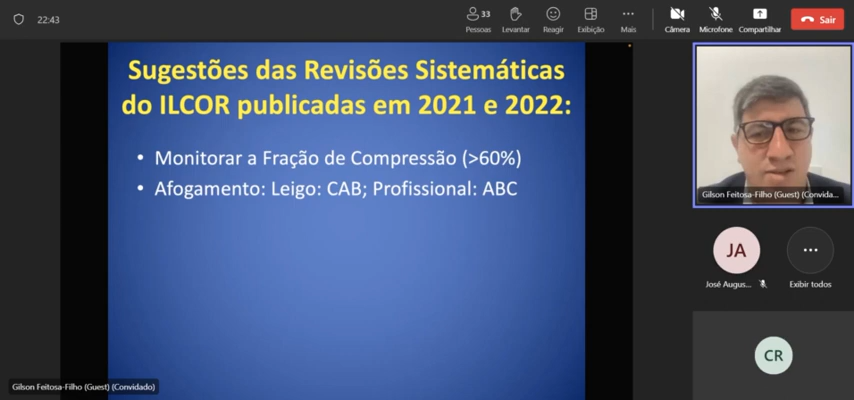 22:43
33
Pessoas
Levantar
Reagir
Exibição
Mais
Câmera
Microfone
Compartilhar
Sair
Sugestões das Revisões Sistemáticas
do ILCOR publicadas em 2021 e 2022:
• Monitorar a Fração de Compressão (>60%)
• Afogamento: Leigo: CAB; Profissional: ABC
Gilson Feitosa-Filho (Guest) (Convida...
JA
José Augus...
Exibir todos
CR
Gilson Feitosa-Filho (Guest) (Convidado)